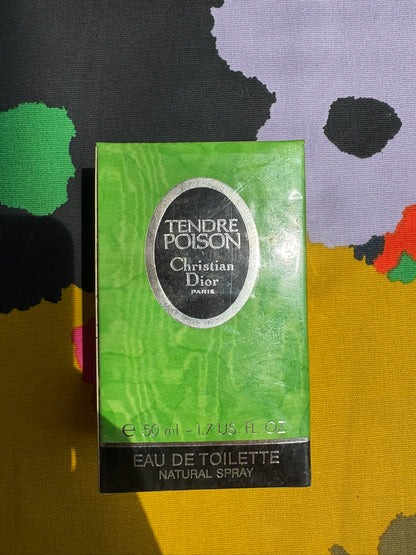 TENDRE
POISON
Christian
Dior
PARIS
e 50 ml - 1.7 US. FL. OZ
EAU DE TOILETTE
NATURAL SPRAY